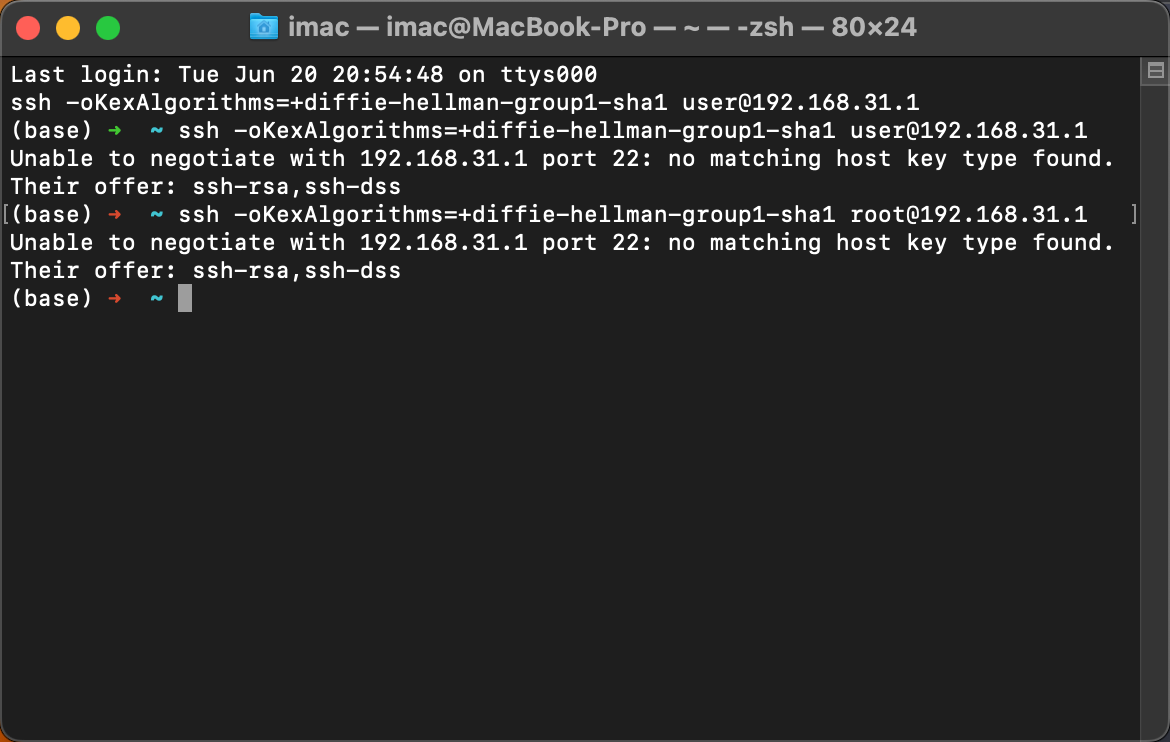 imac — imac@MacBook-Pro — ~ — -zsh — 80×24
Last login: Tue Jun 20 20:54:48 on ttys000
ssh -oKexAlgorithms=+diffie-hellman-group1-sha1 user@192.168.31.1
(base) ➜  ~ ssh -oKexAlgorithms=+diffie-hellman-group1-sha1 user@192.168.31.1
Unable to negotiate with 192.168.31.1 port 22: no matching host key type found.
Their offer: ssh-rsa,ssh-dss
[(base) ➜  ~ ssh -oKexAlgorithms=+diffie-hellman-group1-sha1 root@192.168.31.1   ]
Unable to negotiate with 192.168.31.1 port 22: no matching host key type found.
Their offer: ssh-rsa,ssh-dss
(base) ➜  ~